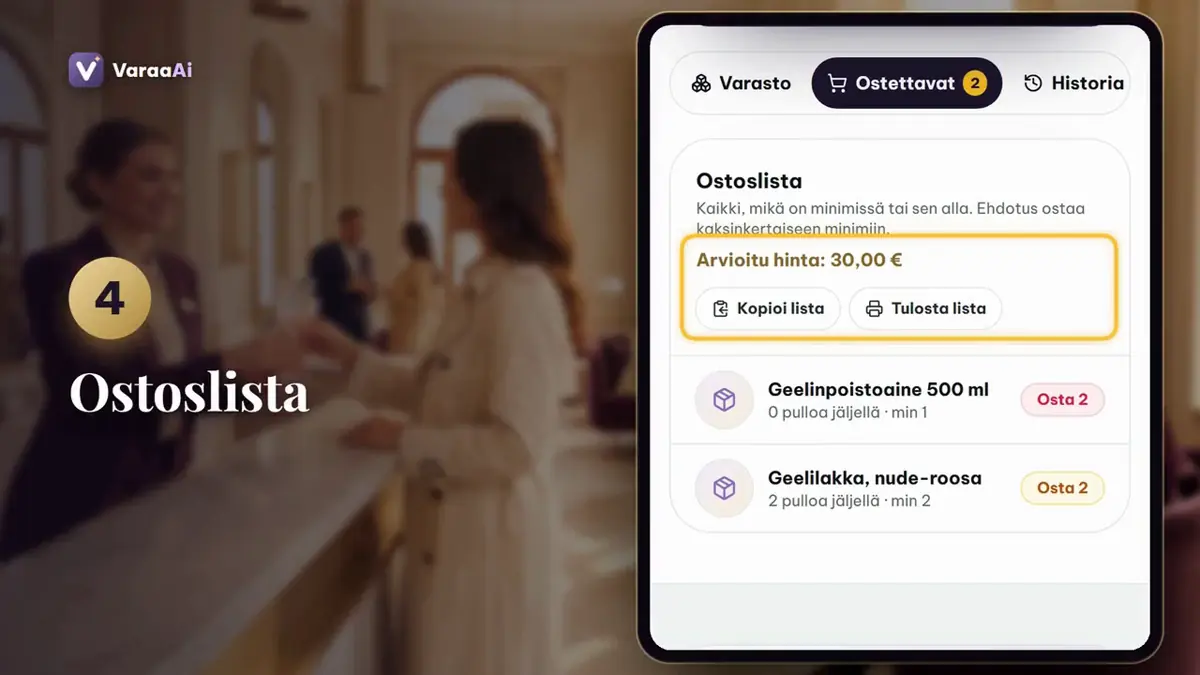 VaraaAi
4
Ostoslista
Varasto
Ostettavat 2
Historia
Ostoslista
Kaikki, mikä on minimissä tai sen alla. Ehdotus ostaa
kaksinkertaiseen minimiin.
Arvioitu hinta: 30,00 €
Kopioi lista
Tulosta lista
Geelinpoistoaine 500 ml
0 pulloa jäljellä · min 1
Osta 2
Geelilakka, nude-roosa
2 pulloa jäljellä · min 2
Osta 2